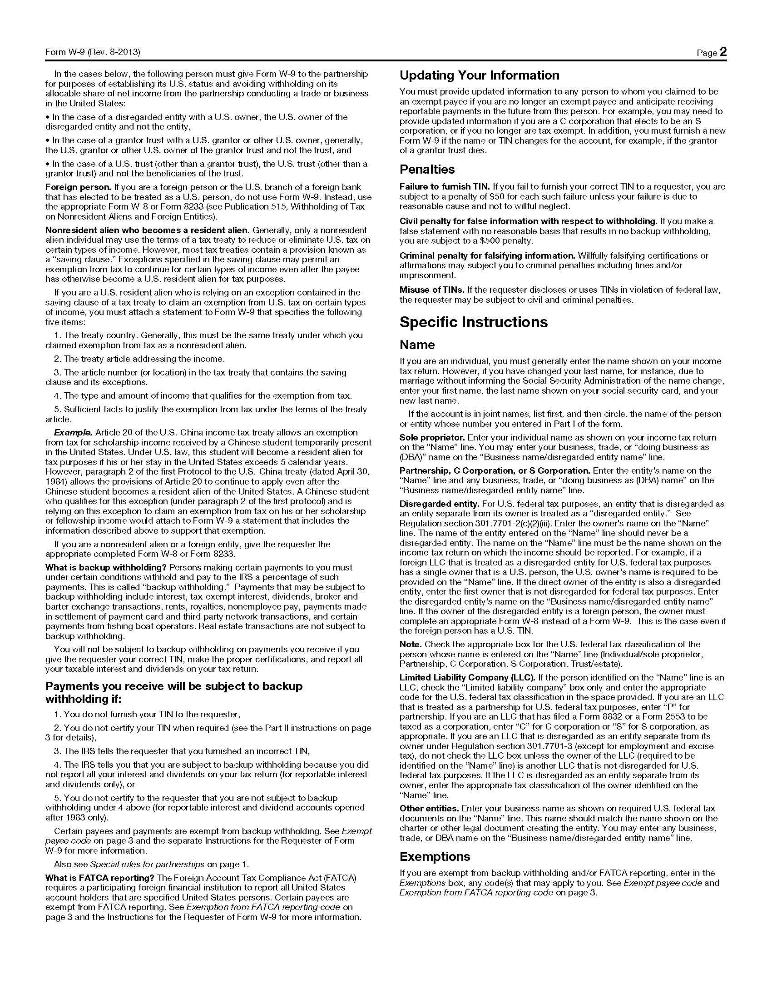 Form W-9 (Rev. 8-2013)
Page 2
In the cases below, the following person must give Form W-9 to the partnership
for purposes of establishing its U.S. status and avoiding withholding on its
allocable share of net income from the partnership conducting a trade or business
in the United States:
• In the case of a disregarded entity with a U.S. owner, the U.S. owner of the
disregarded entity and not the entity,
• In the case of a grantor trust with a U.S. grantor or other U.S. owner, generally,
the U.S. grantor or other U.S. owner of the grantor trust and not the trust, and
• In the case of a U.S. trust (other than a grantor trust), the U.S. trust (other than a
grantor trust) and not the beneficiaries of the trust.
Foreign person. If you are a foreign person or the U.S. branch of a foreign bank
that has elected to be treated as a U.S. person, do not use Form W-9. Instead, use
the appropriate Form W-8 or Form 8233 (see Publication 515, Withholding of Tax
on Nonresident Aliens and Foreign Entities).
Nonresident alien who becomes a resident alien. Generally, only a nonresident
alien individual may use the terms of a tax treaty to reduce or eliminate U.S. tax on
certain types of income. However, most tax treaties contain a provision known as
a “saving clause.” Exceptions specified in the saving clause may permit an
exemption from tax to continue for certain types of income even after the payee
has otherwise become a U.S. resident alien for tax purposes.
If you are a U.S. resident alien who is relying on an exception contained in the
saving clause of a tax treaty to claim an exemption from U.S. tax on certain types
of income, you must attach a statement to Form W-9 that specifies the following
five items:
1. The treaty country. Generally, this must be the same treaty under which you
claimed exemption from tax as a nonresident alien.
2. The treaty article addressing the income.
3. The article number (or location) in the tax treaty that contains the saving
clause and its exceptions.
4. The type and amount of income that qualifies for the exemption from tax.
5. Sufficient facts to justify the exemption from tax under the terms of the treaty
article.
Example. Article 20 of the U.S.-China income tax treaty allows an exemption
from tax for scholarship income received by a Chinese student temporarily present
in the United States. Under U.S. law, this student will become a resident alien for
tax purposes if his or her stay in the United States exceeds 5 calendar years.
However, paragraph 2 of the first Protocol to the U.S.-China treaty (dated April 30,
1984) allows the provisions of Article 20 to continue to apply even after the
Chinese student becomes a resident alien of the United States. A Chinese student
who qualifies for this exception (under paragraph 2 of the first protocol) and is
relying on this exception to claim an exemption from tax on his or her scholarship
or fellowship income would attach to Form W-9 a statement that includes the
information described above to support that exemption.
If you are a nonresident alien or a foreign entity, give the requester the
appropriate completed Form W-8 or Form 8233.
What is backup withholding? Persons making certain payments to you must
under certain conditions withhold and pay to the IRS a percentage of such
payments. This is called “backup withholding.” Payments that may be subject to
backup withholding include interest, tax-exempt interest, dividends, broker and
barter exchange transactions, rents, royalties, nonemployee pay, payments made
in settlement of payment card and third party network transactions, and certain
payments from fishing boat operators. Real estate transactions are not subject to
backup withholding.
You will not be subject to backup withholding on payments you receive if you
give the requester your correct TIN, make the proper certifications, and report all
your taxable interest and dividends on your tax return.
Payments you receive will be subject to backup
withholding if:
1. You do not furnish your TIN to the requester,
2. You do not certify your TIN when required (see the Part II instructions on page
3 for details),
3. The IRS tells the requester that you furnished an incorrect TIN,
4. The IRS tells you that you are subject to backup withholding because you did
not report all your interest and dividends on your tax return (for reportable interest
and dividends only), or
5. You do not certify to the requester that you are not subject to backup
withholding under 4 above (for reportable interest and dividend accounts opened
after 1983 only).
Certain payees and payments are exempt from backup withholding. See Exempt
payee code on page 3 and the separate Instructions for the Requester of Form
W-9 for more information.
Also see Special rules for partnerships on page 1.
What is FATCA reporting? The Foreign Account Tax Compliance Act (FATCA)
requires a participating foreign financial institution to report all United States
account holders that are specified United States persons. Certain payees are
exempt from FATCA reporting. See Exemption from FATCA reporting code on
page 3 and the Instructions for the Requester of Form W-9 for more information.
Updating Your Information
You must provide updated information to any person to whom you claimed to be
an exempt payee if you are no longer an exempt payee and anticipate receiving
reportable payments in the future from this person. For example, you may need to
provide updated information if you are a C corporation that elects to be an S
corporation, or if you no longer are tax exempt. In addition, you must furnish a new
Form W-9 if the name or TIN changes for the account, for example, if the grantor
of a grantor trust dies.
Penalties
Failure to furnish TIN. If you fail to furnish your correct TIN to a requester, you are
subject to a penalty of $50 for each such failure unless your failure is due to
reasonable cause and not to willful neglect.
Civil penalty for false information with respect to withholding. If you make a
false statement with no reasonable basis that results in no backup withholding,
you are subject to a $500 penalty.
Criminal penalty for falsifying information. Willfully falsifying certifications or
affirmations may subject you to criminal penalties including fines and/or
imprisonment.
Misuse of TINs. If the requester discloses or uses TINs in violation of federal law,
the requester may be subject to civil and criminal penalties.
Specific Instructions
Name
If you are an individual, you must generally enter the name shown on your income
tax return. However, if you have changed your last name, for instance, due to
marriage without informing the Social Security Administration of the name change,
enter your first name, the last name shown on your social security card, and your
new last name.
If the account is in joint names, list first, and then circle, the name of the person
or entity whose number you entered in Part I of the form.
Sole proprietor. Enter your individual name as shown on your income tax return
on the “Name” line. You may enter your business, trade, or “doing business as
(DBA)” name on the “Business name/disregarded entity name” line.
Partnership, C Corporation, or S Corporation. Enter the entity's name on the
“Name” line and any business, trade, or “doing business as (DBA) name” on the
“Business name/disregarded entity name” line.
Disregarded entity. For U.S. federal tax purposes, an entity that is disregarded as
an entity separate from its owner is treated as a “disregarded entity.” See
Regulation section 301.7701-2(c)(2)(iii). Enter the owner's name on the “Name”
line. The name of the entity entered on the “Name” line should never be a
disregarded entity. The name on the “Name” line must be the name shown on the
income tax return on which the income should be reported. For example, if a
foreign LLC that is treated as a disregarded entity for U.S. federal tax purposes
has a single owner that is a U.S. person, the U.S. owner's name is required to be
provided on the “Name” line. If the direct owner of the entity is also a disregarded
entity, enter the first owner that is not disregarded for federal tax purposes. Enter
the disregarded entity's name on the “Business name/disregarded entity name”
line. If the owner of the disregarded entity is a foreign person, the owner must
complete an appropriate Form W-8 instead of a Form W-9. This is the case even if
the foreign person has a U.S. TIN.
Note. Check the appropriate box for the U.S. federal tax classification of the
person whose name is entered on the “Name” line (Individual/sole proprietor,
Partnership, C Corporation, S Corporation, Trust/estate).
Limited Liability Company (LLC). If the person identified on the “Name” line is an
LLC, check the “Limited liability company” box only and enter the appropriate
code for the U.S. federal tax classification in the space provided. If you are an LLC
that is treated as a partnership for U.S. federal tax purposes, enter “P” for
partnership. If you are an LLC that has filed a Form 8832 or a Form 2553 to be
taxed as a corporation, enter “C” for C corporation or “S” for S corporation, as
appropriate. If you are an LLC that is disregarded as an entity separate from its
owner under Regulation section 301.7701-3 (except for employment and excise
tax), do not check the LLC box unless the owner of the LLC (required to be
identified on the “Name” line) is another LLC that is not disregarded for U.S.
federal tax purposes. If the LLC is disregarded as an entity separate from its
owner, enter the appropriate tax classification of the owner identified on the
“Name” line.
Other entities. Enter your business name as shown on required U.S. federal tax
documents on the “Name” line. This name should match the name shown on the
charter or other legal document creating the entity. You may enter any business,
trade, or DBA name on the “Business name/disregarded entity name” line.
Exemptions
If you are exempt from backup withholding and/or FATCA reporting, enter in the
Exemptions box, any code(s) that may apply to you. See Exempt payee code and
Exemption from FATCA reporting code on page 3.